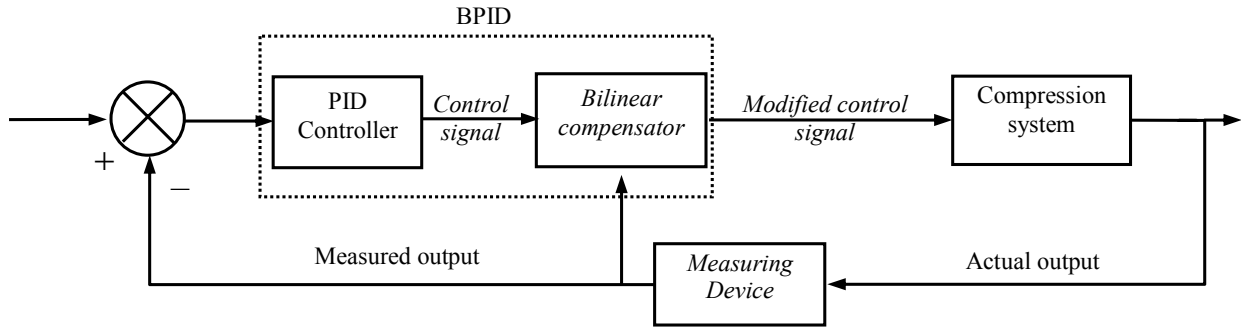 BPID
PID
Controller
Control
signal
Bilinear
compensator
Modified control
signal
Compression
system
+
−
Measured output
Measuring
Device
Actual output